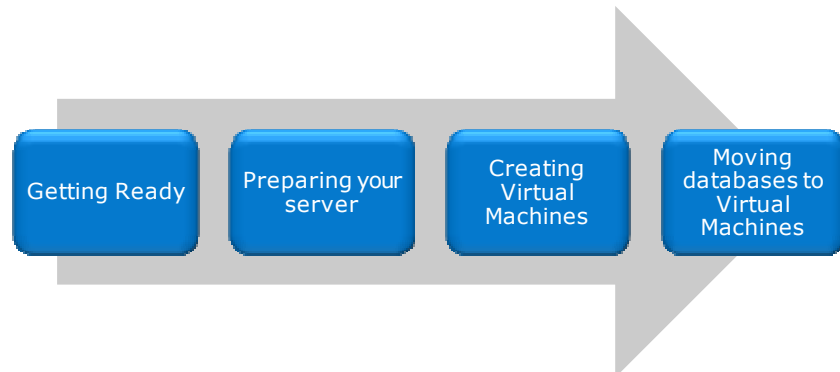 Getting Ready
Preparing your
server
Creating
Virtual
Machines
Moving
databases to
Virtual
Machines